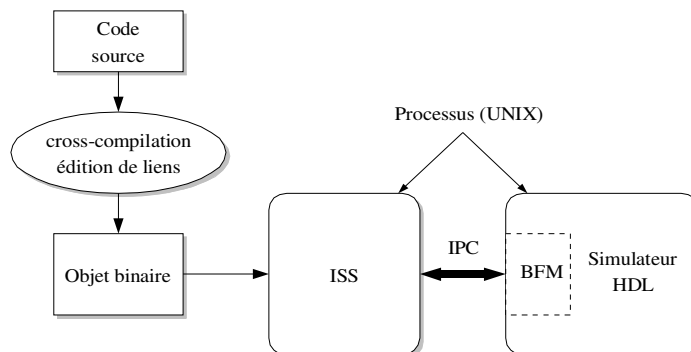 Code
source
Processus (UNIX)
cross-compilation
édition de liens
IPC
Objet binaire
ISS
BFM
Simulateur
HDL